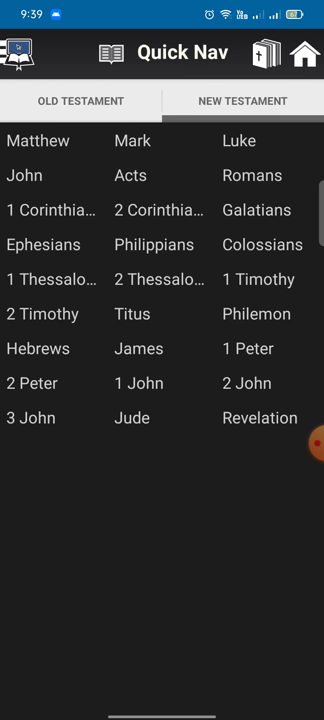 9:39
Quick Nav
OLD TESTAMENT NEW TESTAMENT
Matthew Mark Luke
John Acts Romans
1 Corinthia... 2 Corinthia... Galatians
Ephesians Philippians Colossians
1 Thessalo... 2 Thessalo... 1 Timothy
2 Timothy Titus Philemon
Hebrews James 1 Peter
2 Peter 1 John 2 John
3 John Jude Revelation